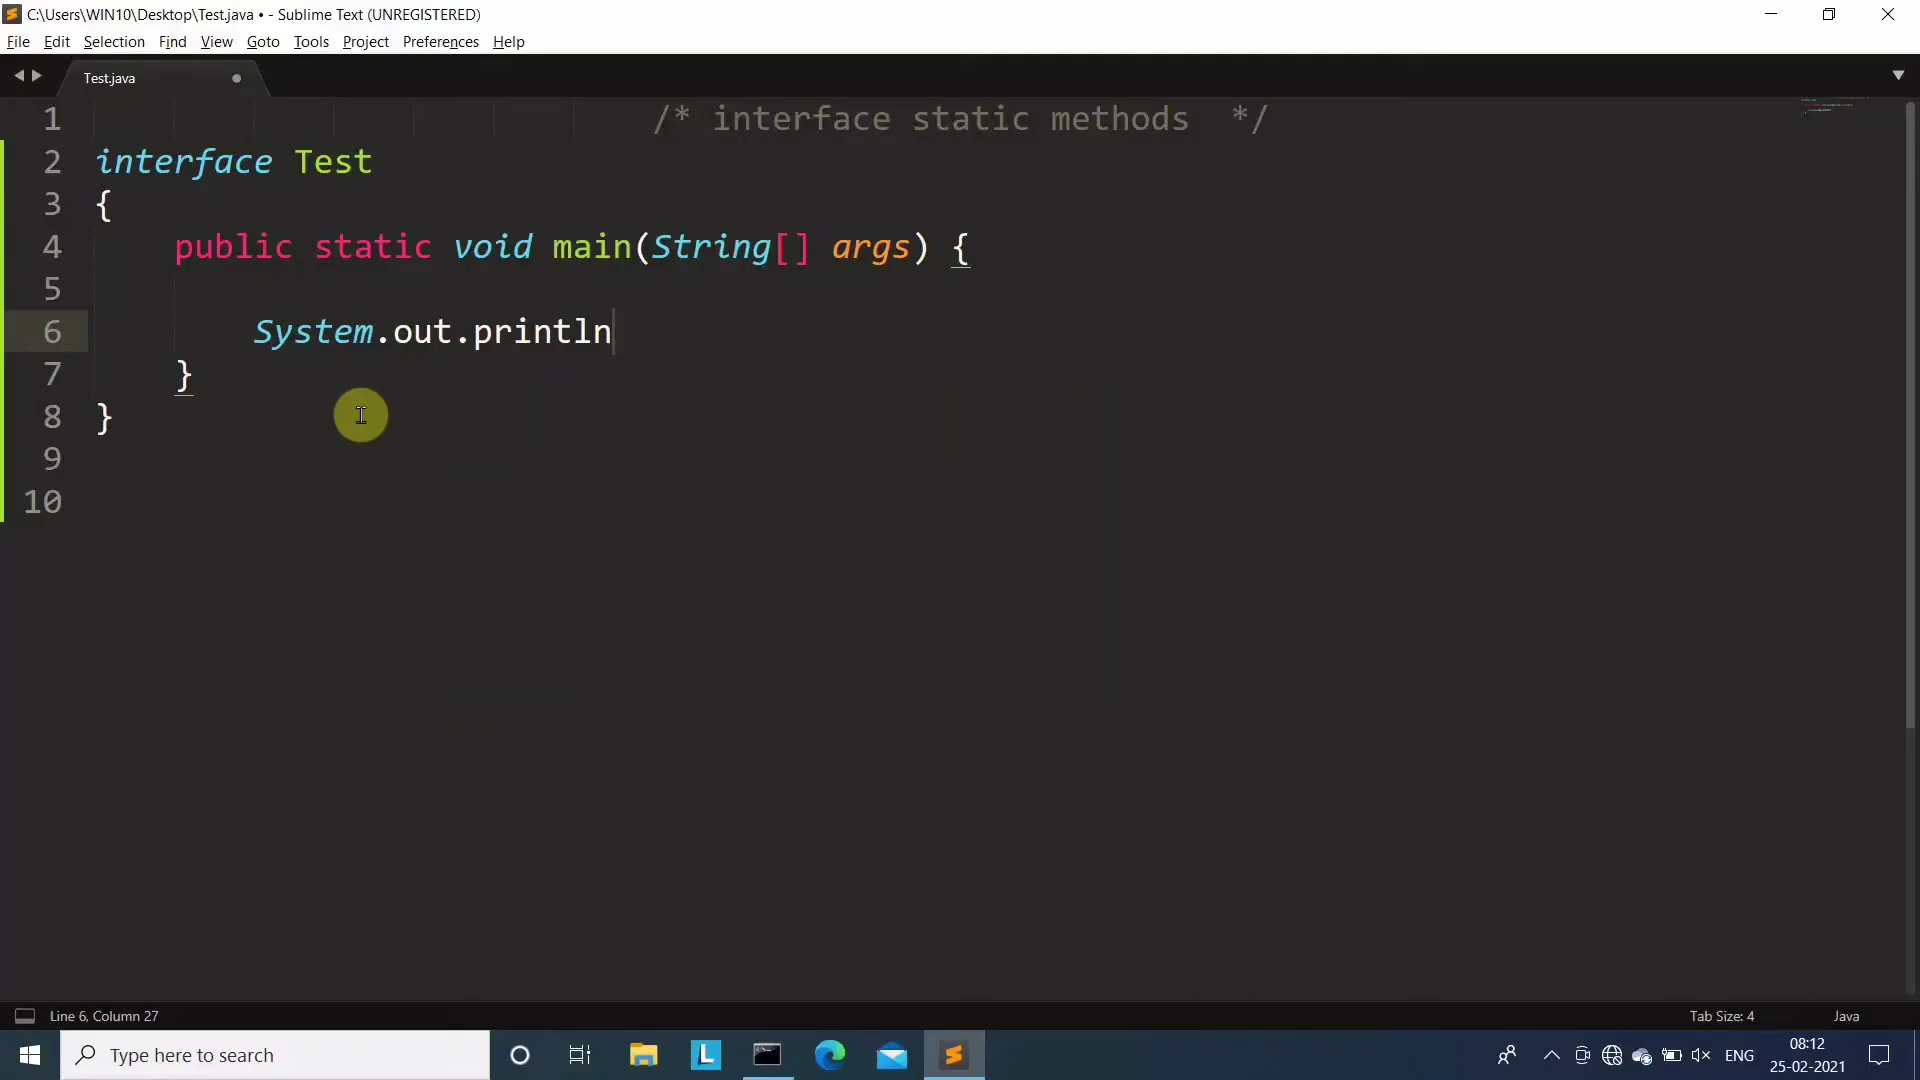 C:\Users\WIN10\Desktop\Test.java • - Sublime Text (UNREGISTERED)
File Edit Selection Find View Goto Tools Project Preferences Help
Test.java
1 /* interface static methods */
2 interface Test
3 {
4 public static void main(String[] args) {
5
6 System.out.println
7 }
8 }
9
10
Line 6, Column 27 Tab Size: 4 Java
Type here to search
ENG
08:12
25-02-2021